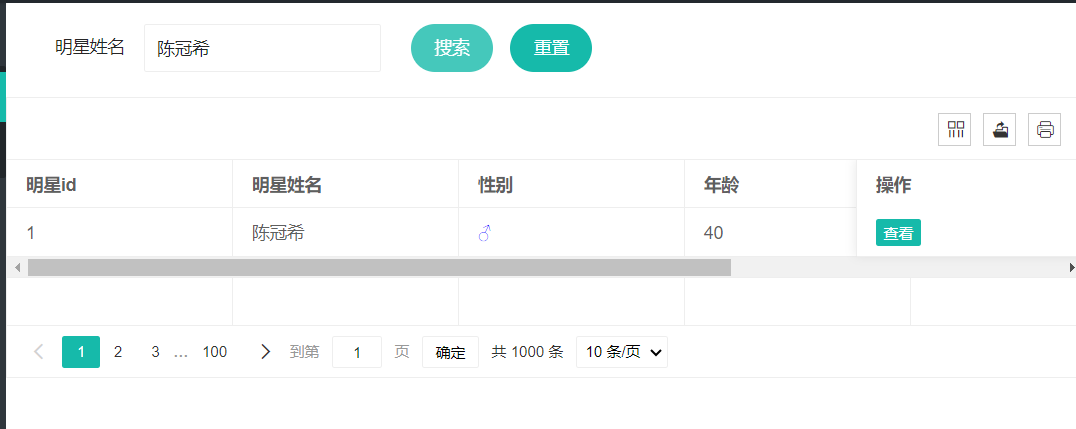 明星姓名 陈冠希 搜索 重置
明星id 明星姓名 性别 年龄 操作
1 陈冠希 ♂ 40 查看
1 2 3 ... 100 到第 1 页 确定 共 1000 条 10 条/页